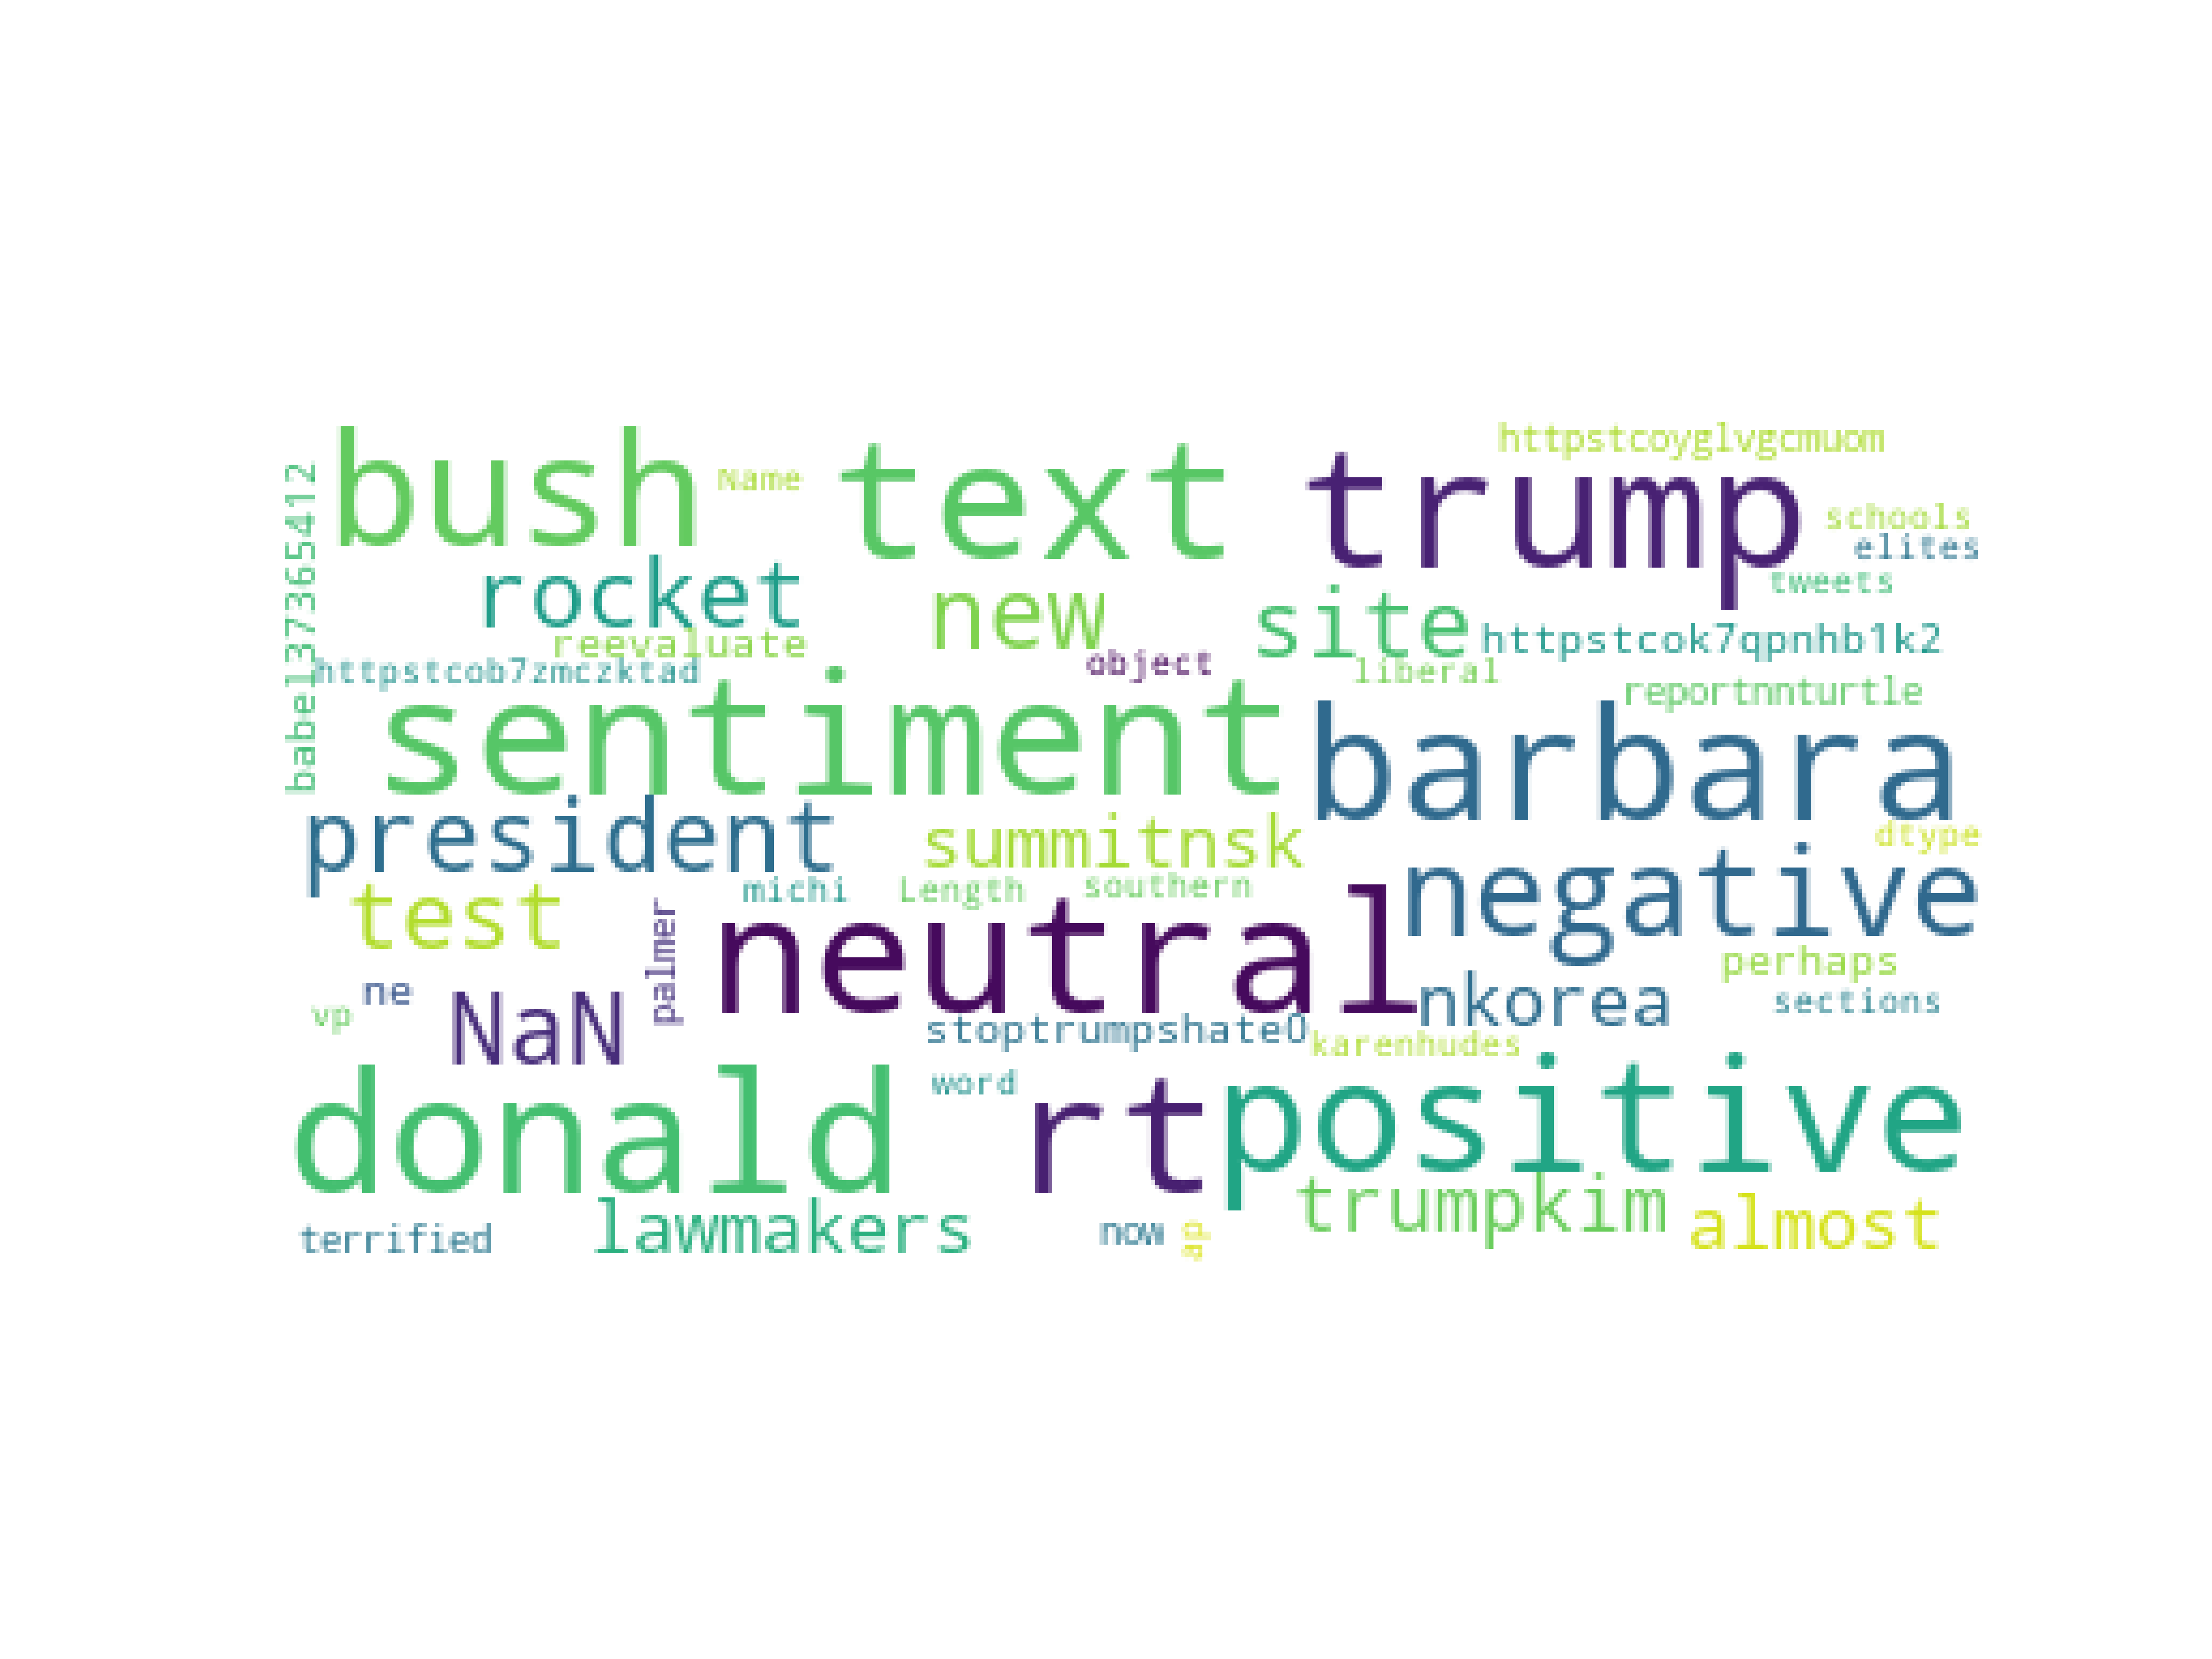 bush
Name
text
trump
httpstcoyglvgcmuom
schools
elites
tweets
babe1373365412
rocket
new
site
httpstcok7qpnhb1k2
reevaluate
object
liberal
httpstcob7zmczktad
reportnnturtle
sentiment
barbara
president
summitnsk
dtype
negative
michi
Length
southern
test
palmer
neutral
perhaps
ne
NaN
nkorea
sections
vp
stoptrumpshate0
karenhudes
donald
word
rt
positive
trumpkim
almost
terrified
lawmakers
now